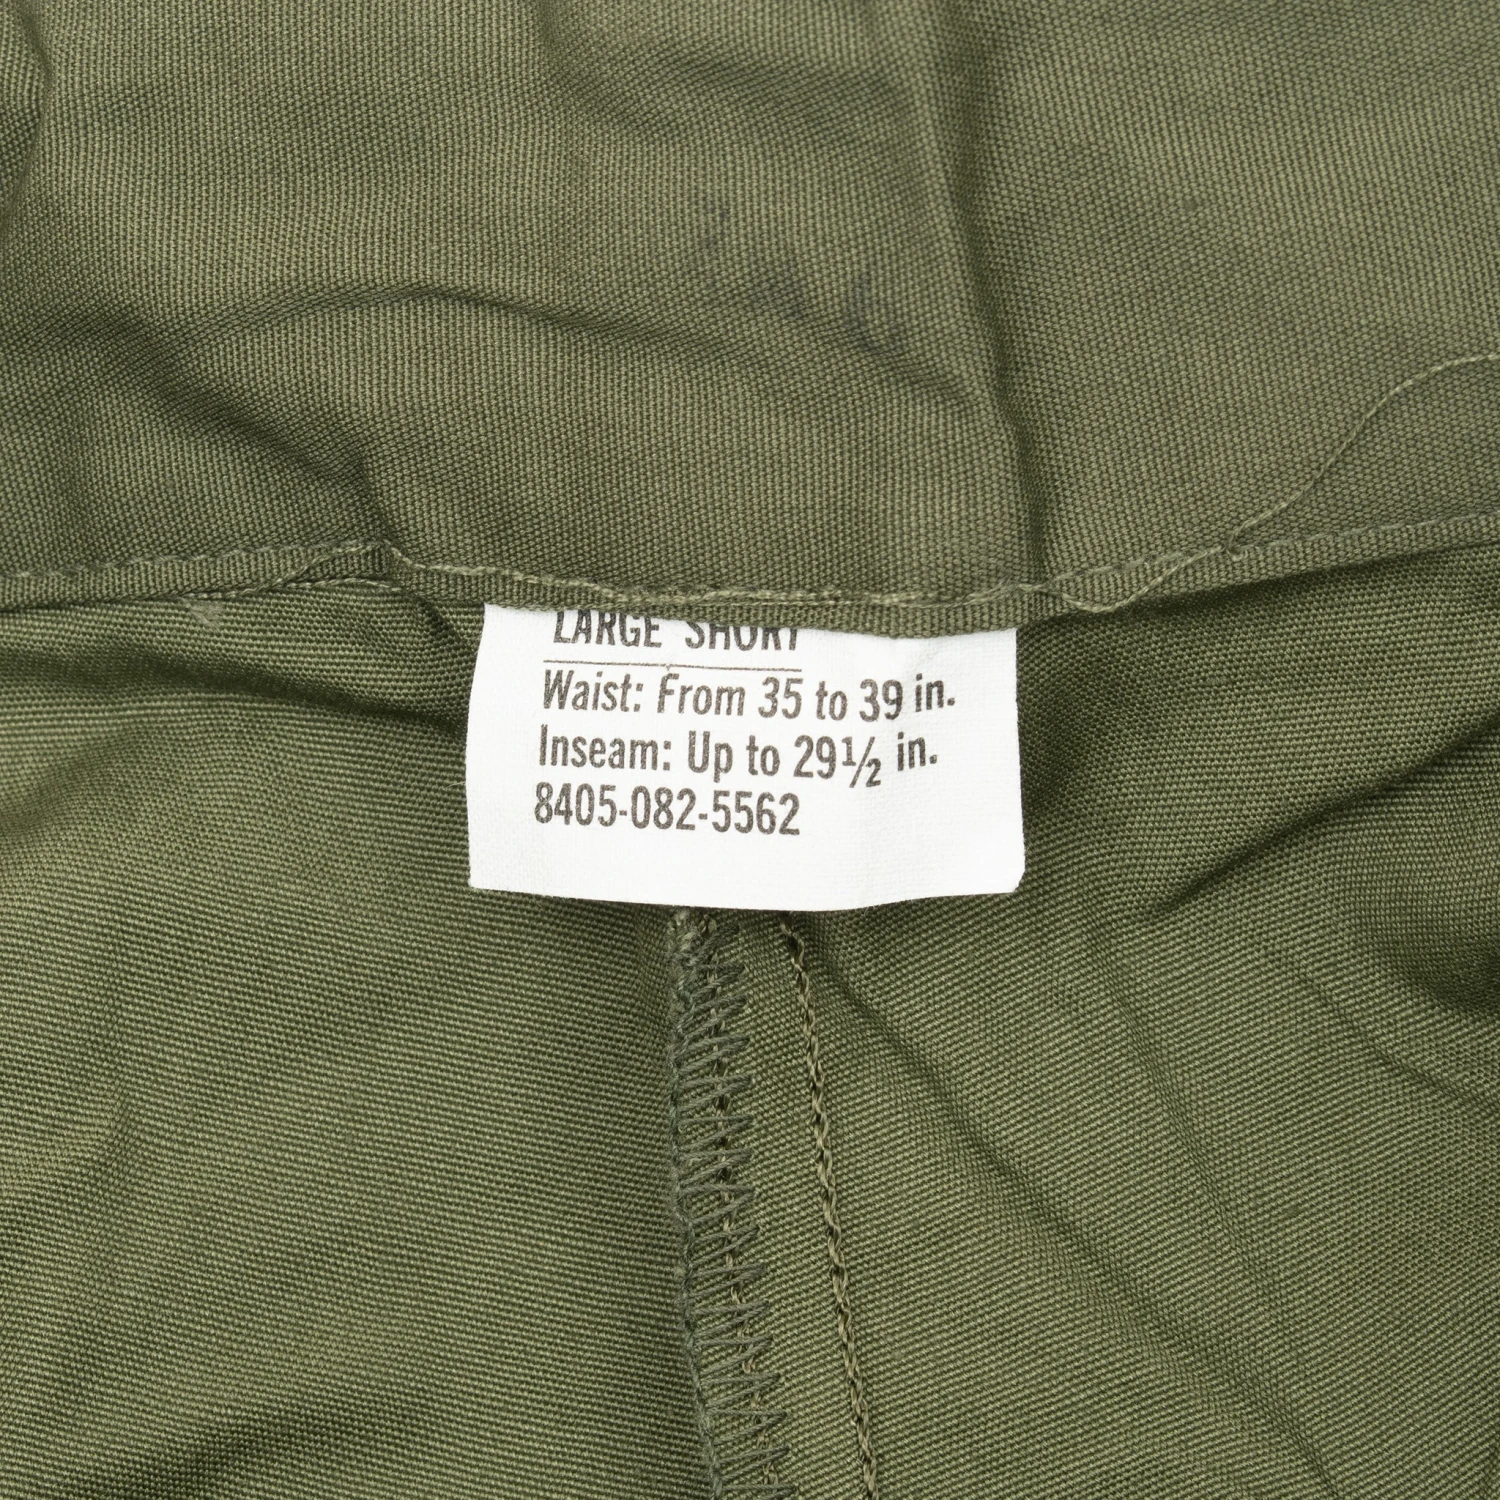 LARGE SHORT
Waist: From 35 to 39 in.
Inseam: Up to 29½ in.
8405-082-5562